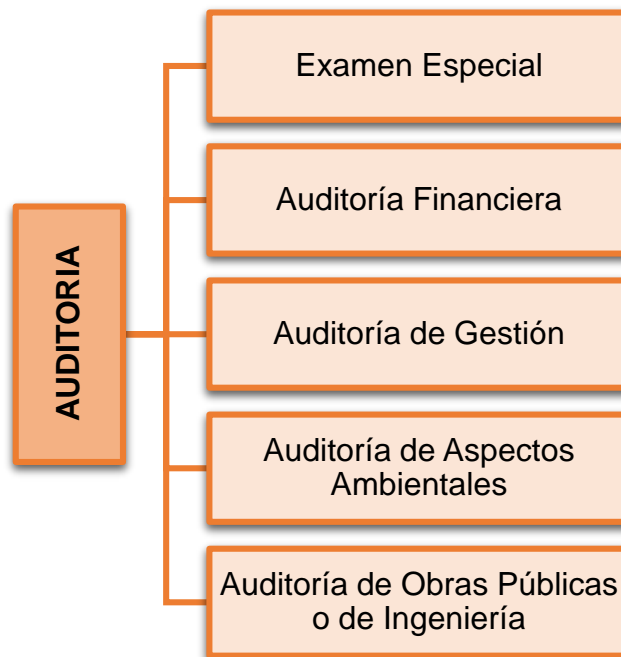 AUDITORIA
Examen Especial
Auditoría Financiera
Auditoría de Gestión
Auditoría de Aspectos
Ambientales
Auditoría de Obras Públicas
o de Ingeniería